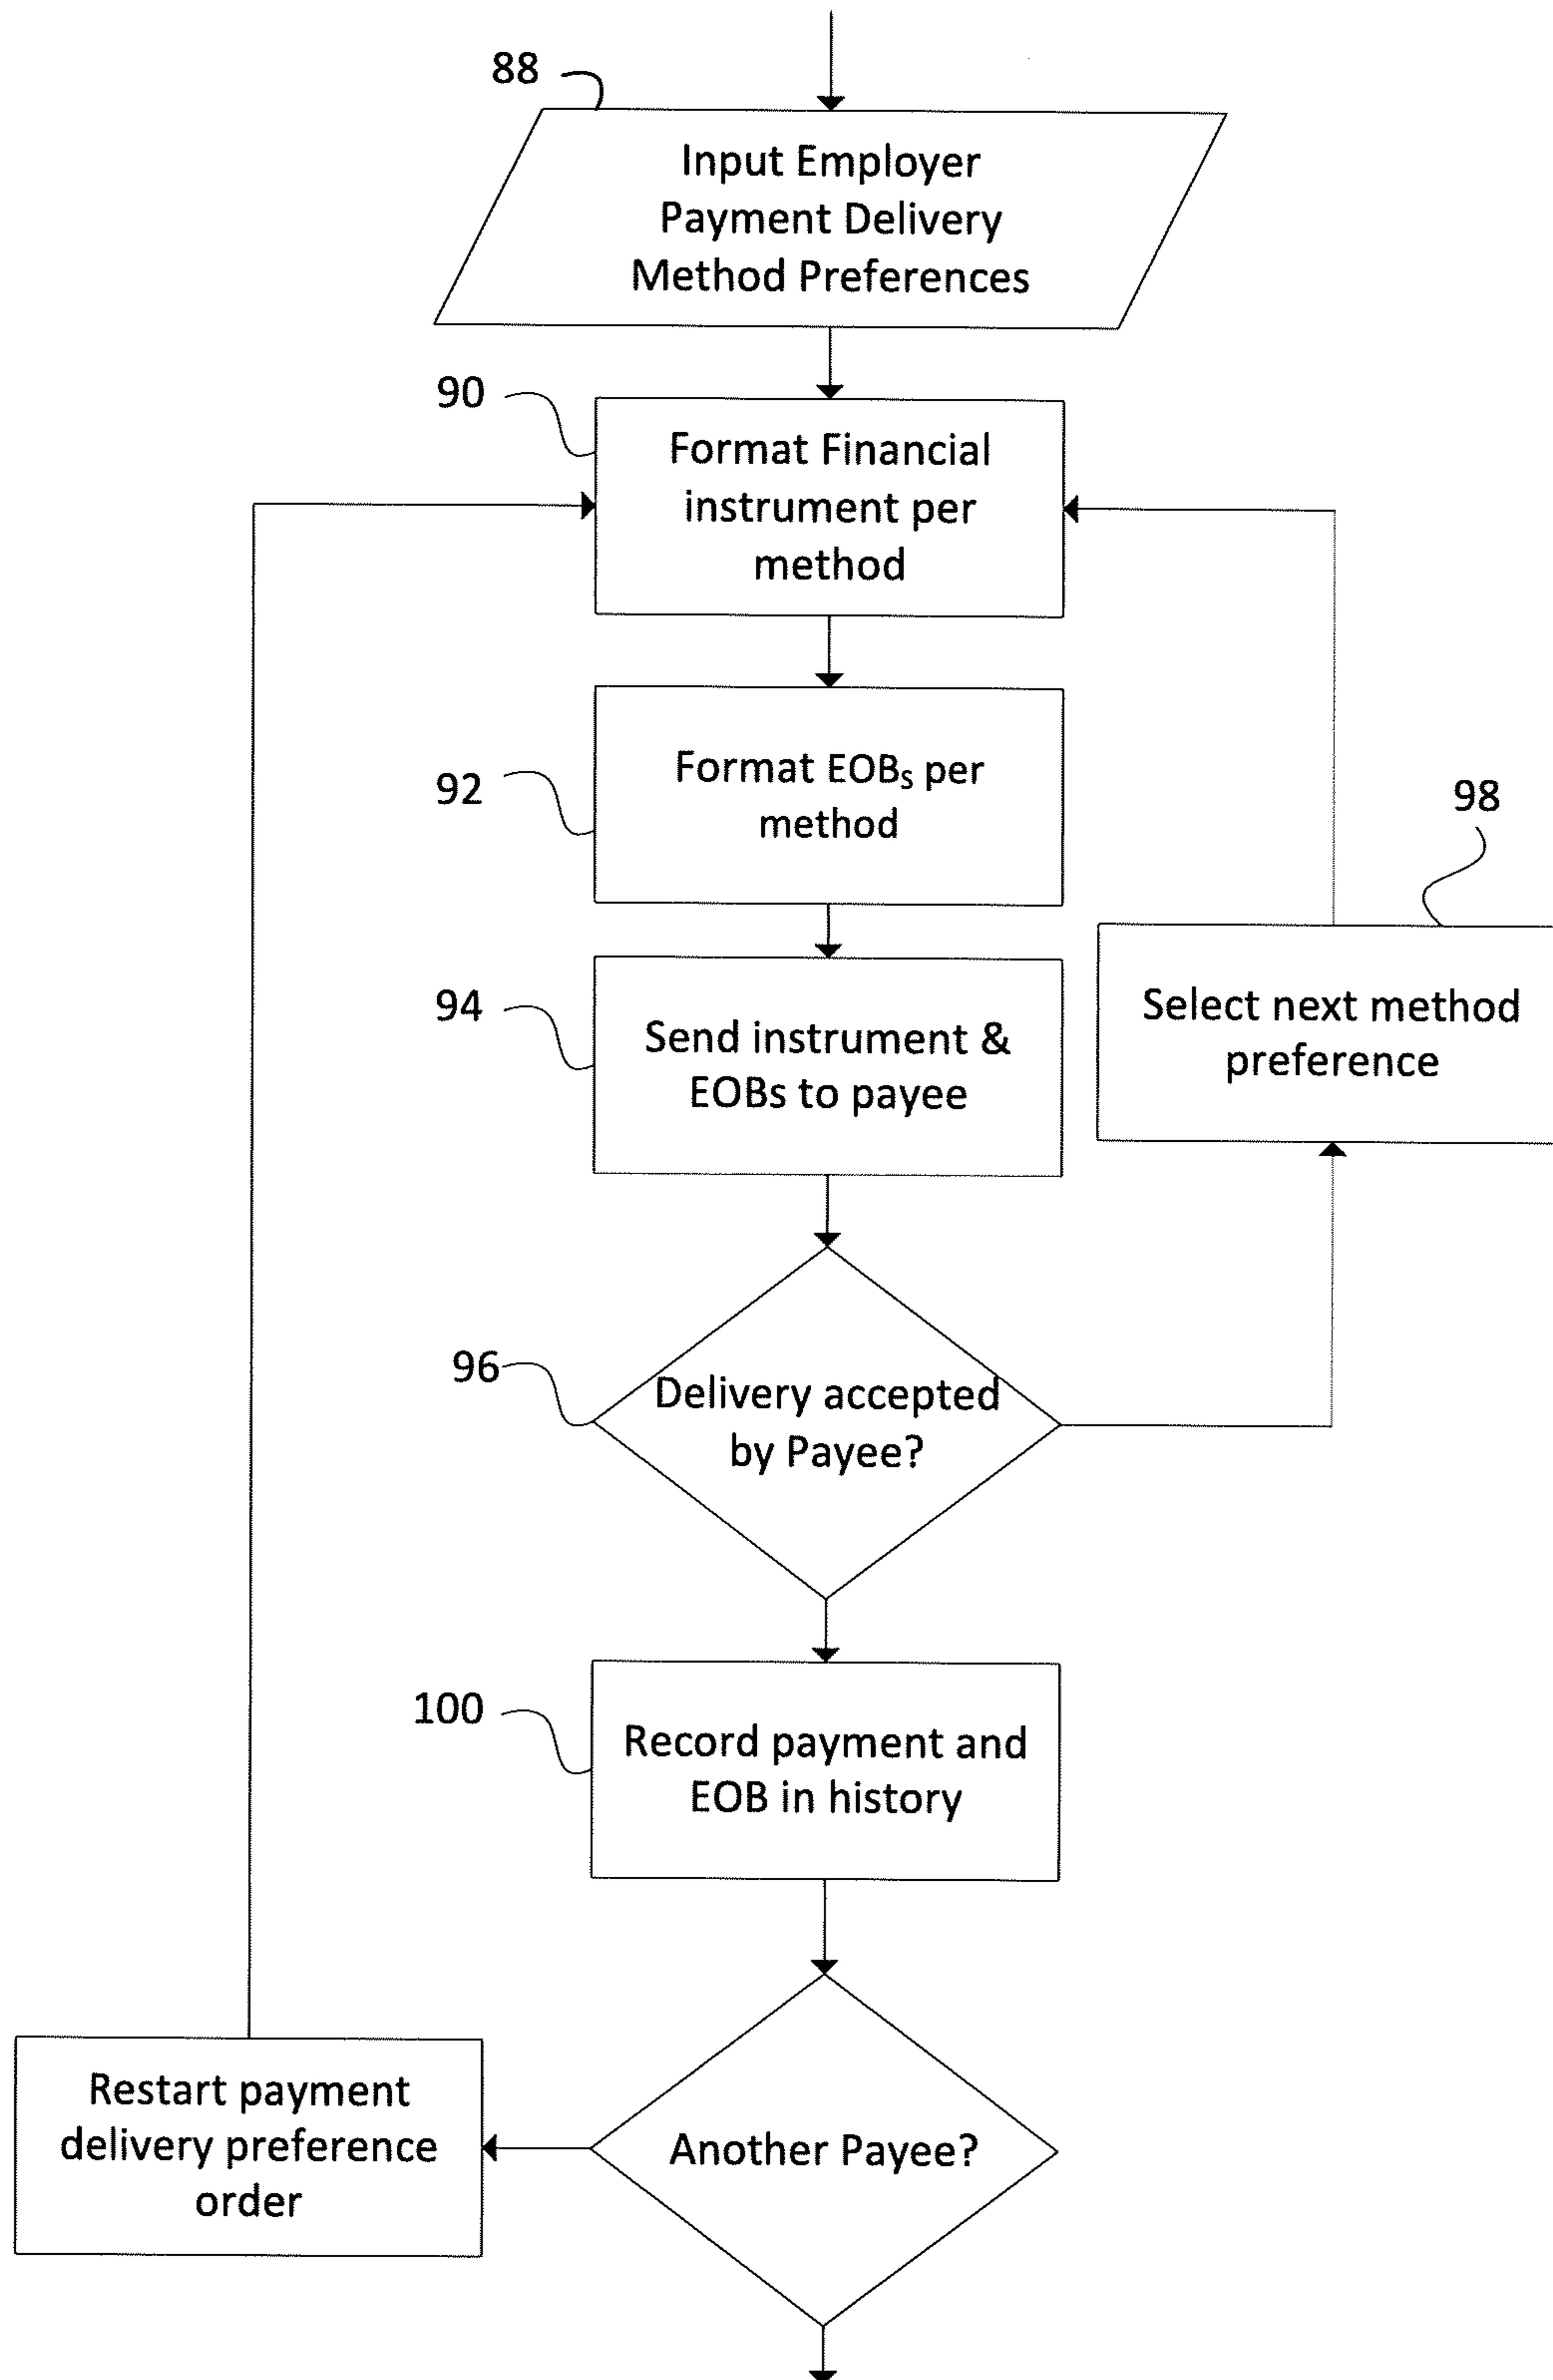 88
Input Employer
Payment Delivery
Method Preferences
90
Format Financial
instrument per
method
92
Format EOBs per
method
98
Select next method
preference
94
Send instrument &
EOBs to payee
96
Delivery accepted
by Payee?
100
Record payment and
EOB in history
Restart payment
delivery preference
order
Another Payee?